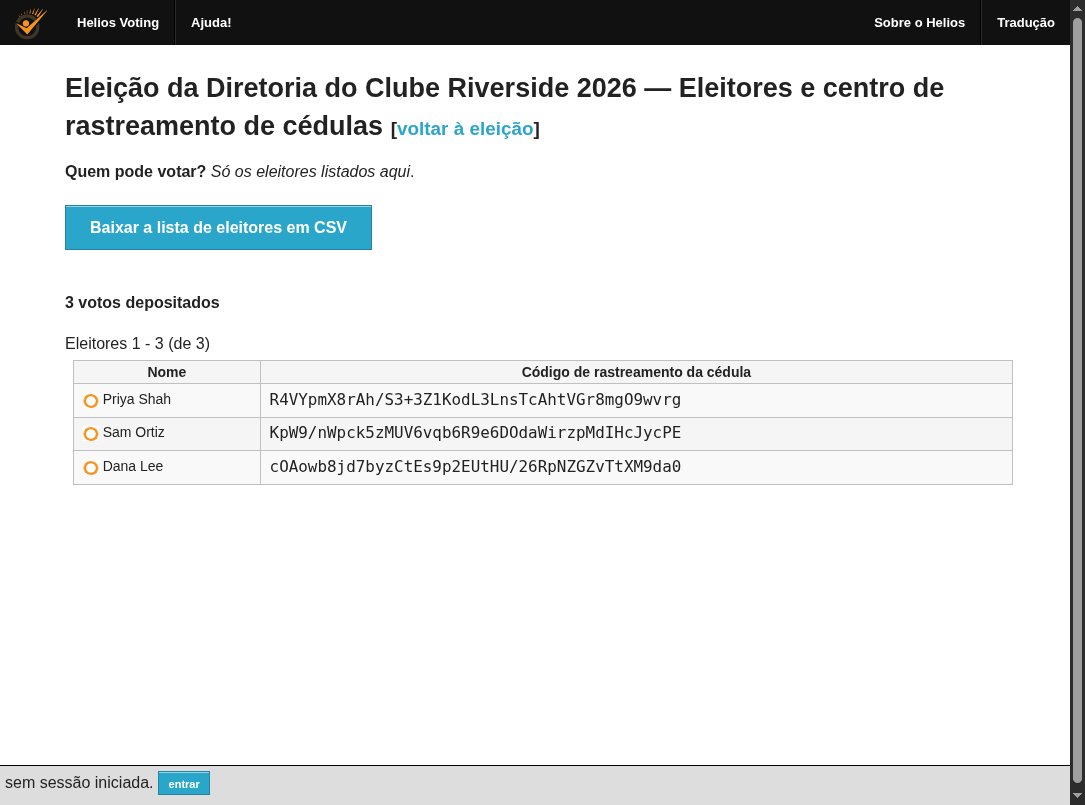 Helios Voting
Ajuda!
Sobre o Helios
Tradução
Eleição da Diretoria do Clube Riverside 2026 — Eleitores e centro de
rastreamento de cédulas [voltar à eleição]
Quem pode votar? Só os eleitores listados aqui.
Baixar a lista de eleitores em CSV
3 votos depositados
Eleitores 1 - 3 (de 3)
Nome
Código de rastreamento da cédula
Priya Shah
R4VYpmX8rAh/S3+3Z1KodL3LnsTcAhtVGr8mgO9wvrg
Sam Ortiz
KpW9/nWpck5zMUV6vqb6R9e6DOdaWirzpMdIHcJycPE
Dana Lee
cOAowb8jd7byzCtEs9p2EUtHU/26RpNZGZvTtXM9da0
sem sessão iniciada. entrar